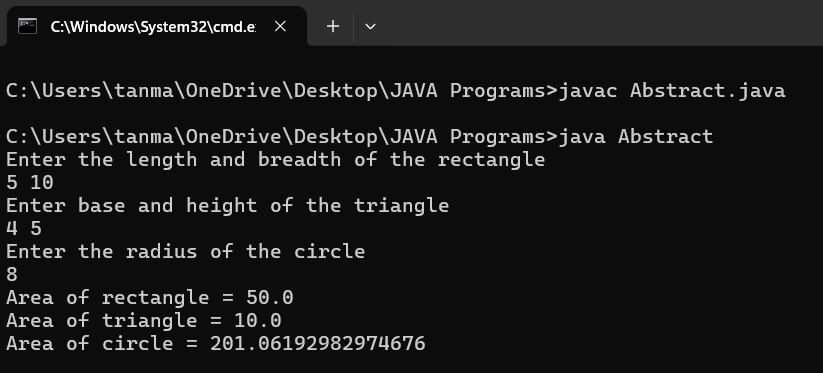 C:\Windows\System32\cmd.e
C:\Users\tanma\OneDrive\Desktop\JAVA Programs>javac Abstract.java
C:\Users\tanma\OneDrive\Desktop\JAVA Programs>java Abstract
Enter the length and breadth of the rectangle
5 10
Enter base and height of the triangle
4 5
Enter the radius of the circle
8
Area of rectangle = 50.0
Area of triangle = 10.0
Area of circle = 201.06192982974676